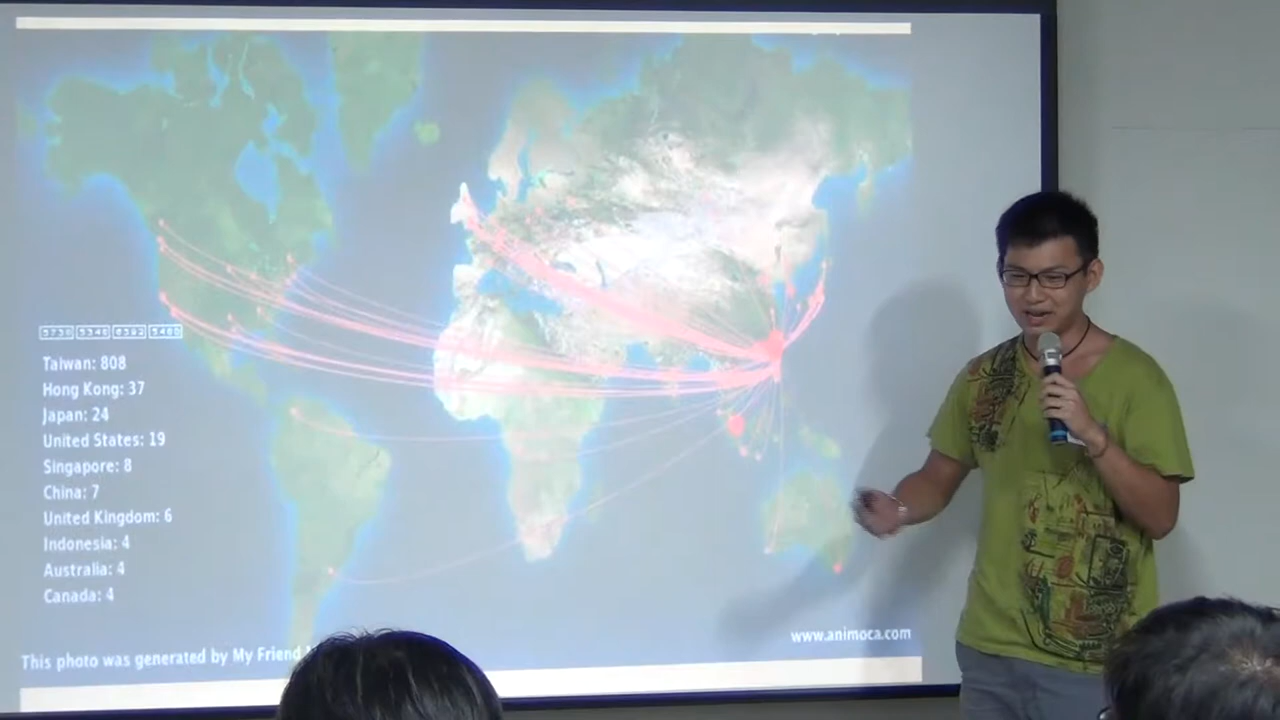 Taiwan: 808
Hong Kong: 37
Japan: 24
United States: 19
Singapore: 8
China: 7
United Kingdom: 6
Indonesia: 4
Australia: 4
Canada: 4
www.animoca.com
This photo was generated by My Friend